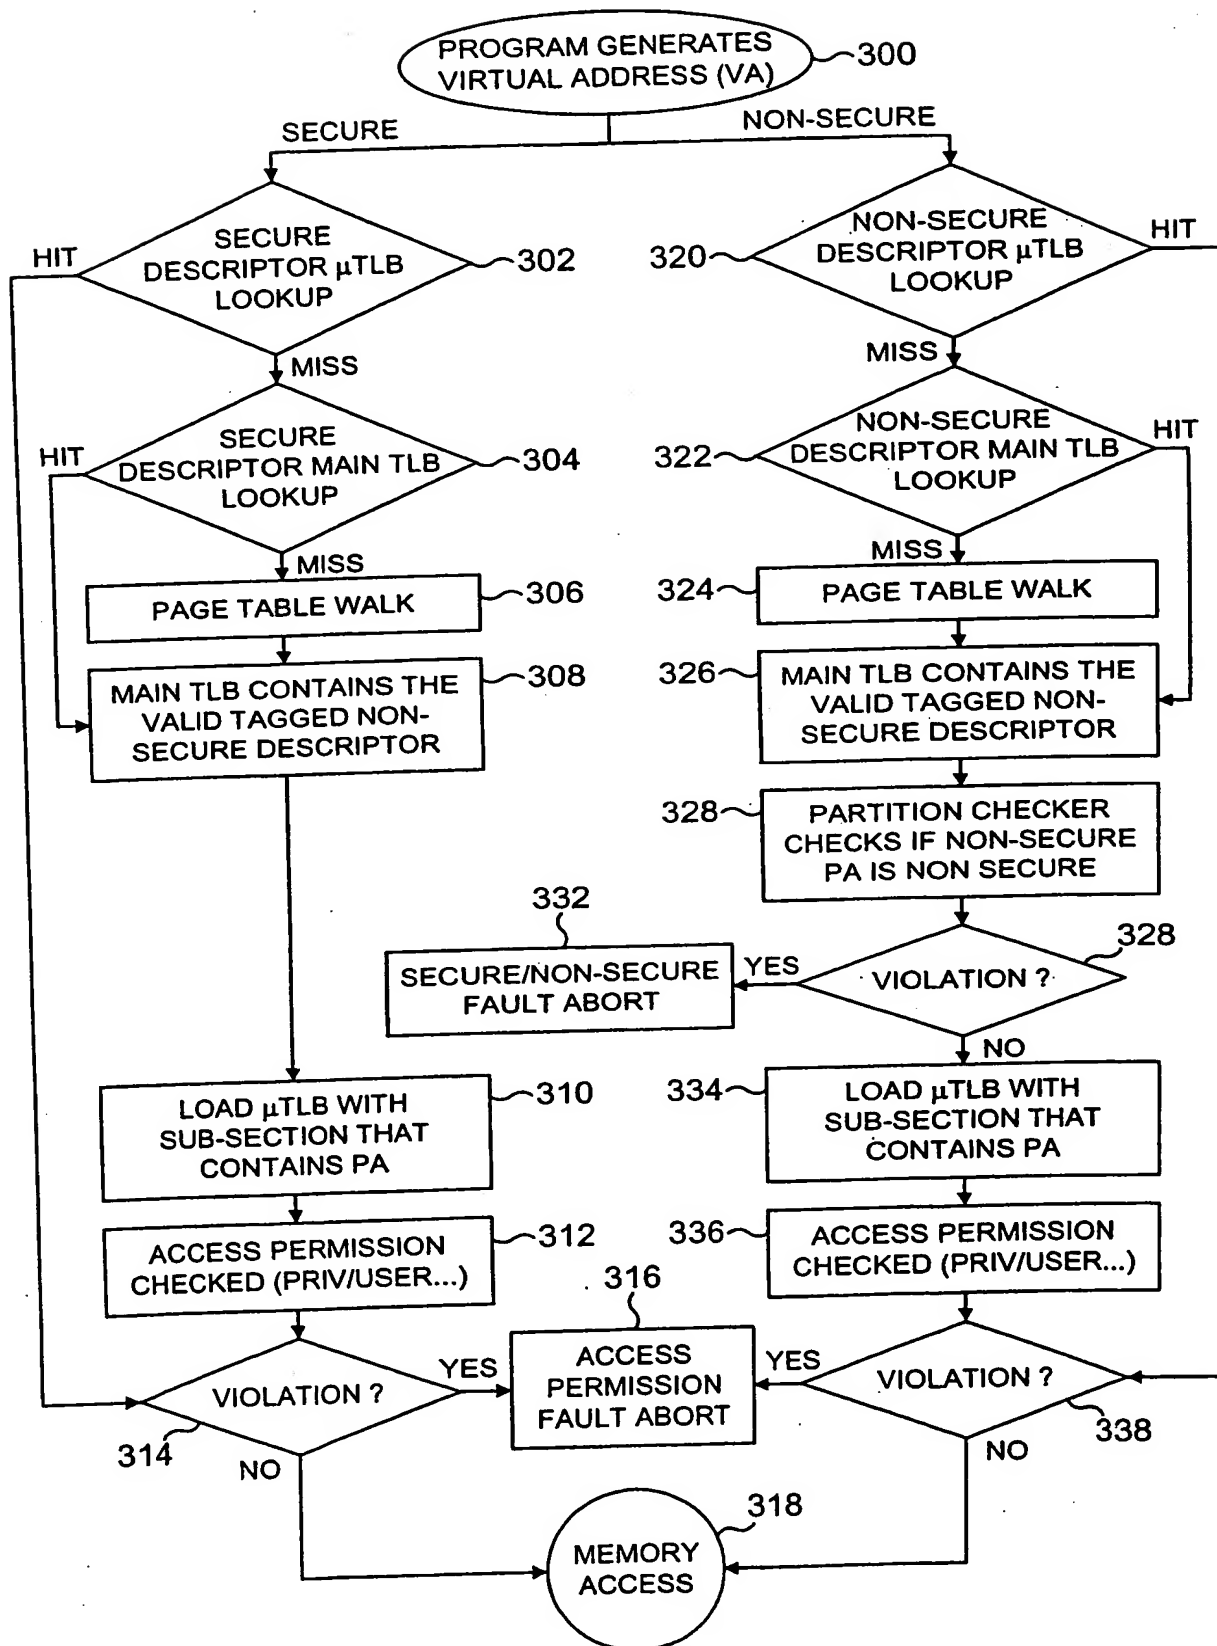 PROGRAM GENERATES
VIRTUAL ADDRESS (VA)
300
SECURE
NON-SECURE
HIT
SECURE
DESCRIPTOR µTLB
LOOKUP
302
320
NON-SECURE
DESCRIPTOR µTLB
LOOKUP
HIT
MISS
MISS
HIT
SECURE
DESCRIPTOR MAIN TLB
LOOKUP
304
322
NON-SECURE
DESCRIPTOR MAIN TLB
LOOKUP
HIT
MISS
MISS
PAGE TABLE WALK
306
324
PAGE TABLE WALK
MAIN TLB CONTAINS THE
VALID TAGGED NON-
SECURE DESCRIPTOR
308
326
MAIN TLB CONTAINS THE
VALID TAGGED NON-
SECURE DESCRIPTOR
328
PARTITION CHECKER
CHECKS IF NON-SECURE
PA IS NON SECURE
332
SECURE/NON-SECURE
FAULT ABORT
YES
VIOLATION ?
328
NO
LOAD µTLB WITH
SUB-SECTION THAT
CONTAINS PA
310
334
LOAD µTLB WITH
SUB-SECTION THAT
CONTAINS PA
ACCESS PERMISSION
CHECKED (PRIV/USER...)
312
336
ACCESS PERMISSION
CHECKED (PRIV/USER...)
316
VIOLATION ?
314
YES
ACCESS
PERMISSION
FAULT ABORT
YES
VIOLATION ?
338
NO
NO
MEMORY
ACCESS
318